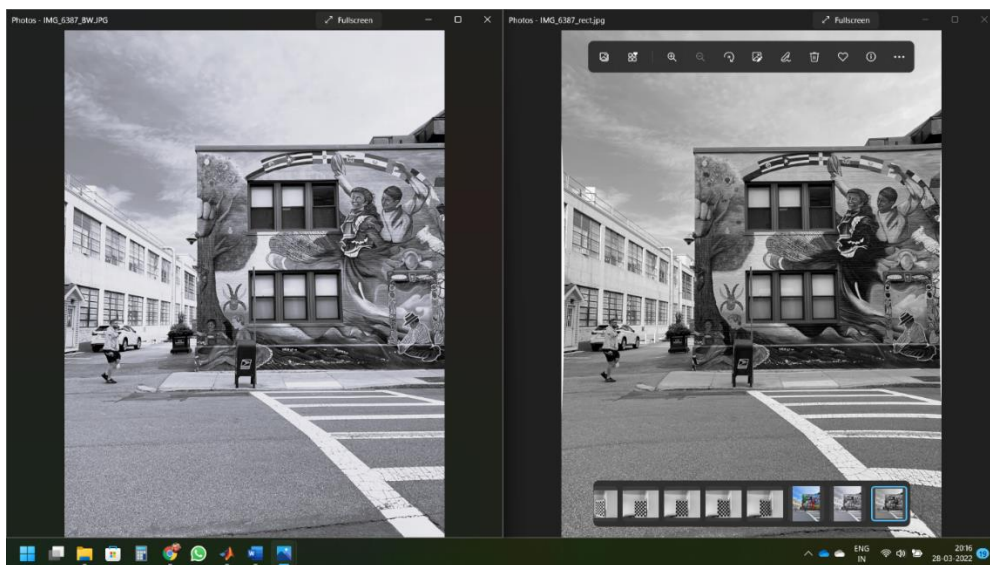 Photos - IMG_6387_BW.JPG
Fullscreen
Photos - IMG_6387_rect.jpg
Fullscreen
ENG
IN
20:16
28-03-2022